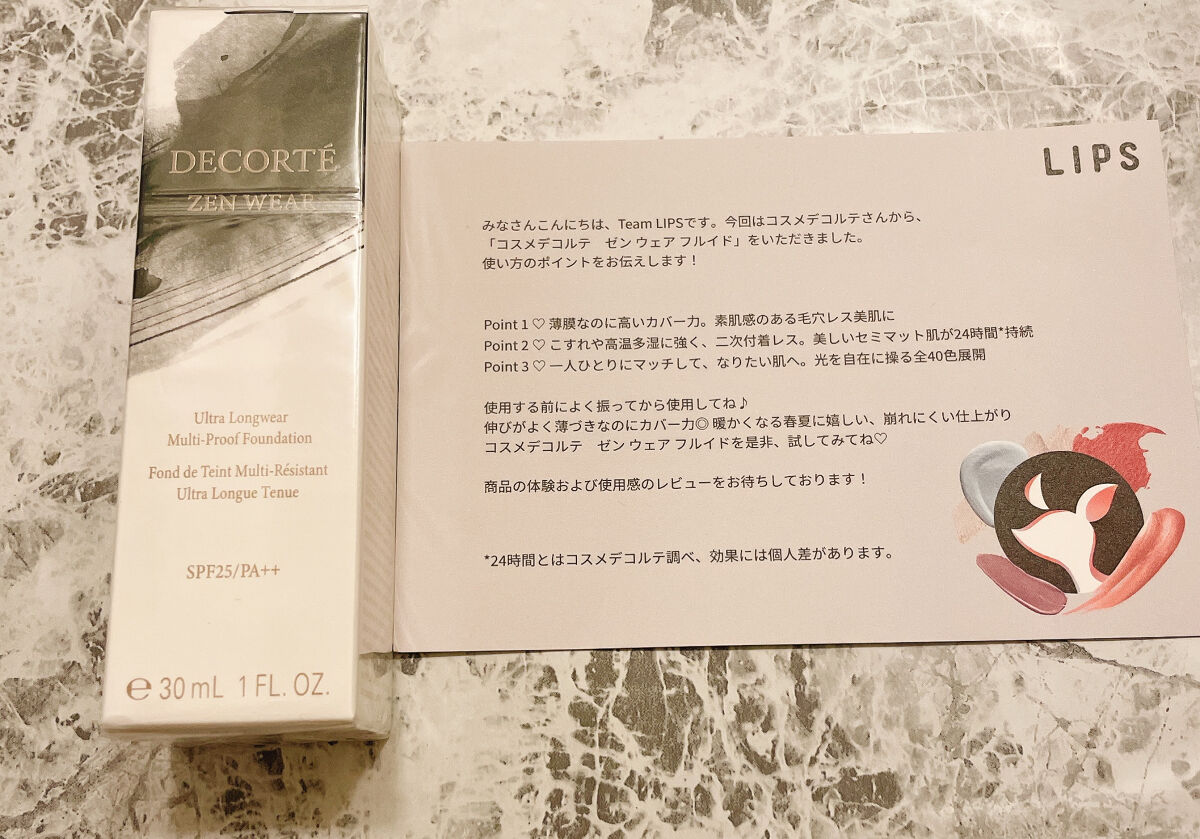 DECORTÉ
ZEN WEAR
Ultra Longwear
Multi-Proof Foundation
Fond de Teint Multi-Résistant
Ultra Longue Tenue
SPF25/PA++
℮ 30 mL 1 FL. OZ.
LIPS
みなさんこんにちは、Team LIPSです。今回はコスメデコルテさんから、
「コスメデコルテ　ゼン ウェア フルイド」をいただきました。
使い方のポイントをお伝えします！
Point 1 ♡ 薄膜なのに高いカバー力。素肌感のある毛穴レス美肌に
Point 2 ♡ こすれや高温多湿に強く、二次付着レス。美しいセミマット肌が24時間*持続
Point 3 ♡ 一人ひとりにマッチして、なりたい肌へ。光を自在に操る全40色展開
使用する前によく振ってから使用してね♪
伸びがよく薄づきなのにカバー力◎ 暖かくなる春夏に嬉しい、崩れにくい仕上がり
コスメデコルテ　ゼン ウェア フルイドを是非、試してみてね♡
商品の体験および使用感のレビューをお待ちしております！
*24時間とはコスメデコルテ調べ、効果には個人差があります。